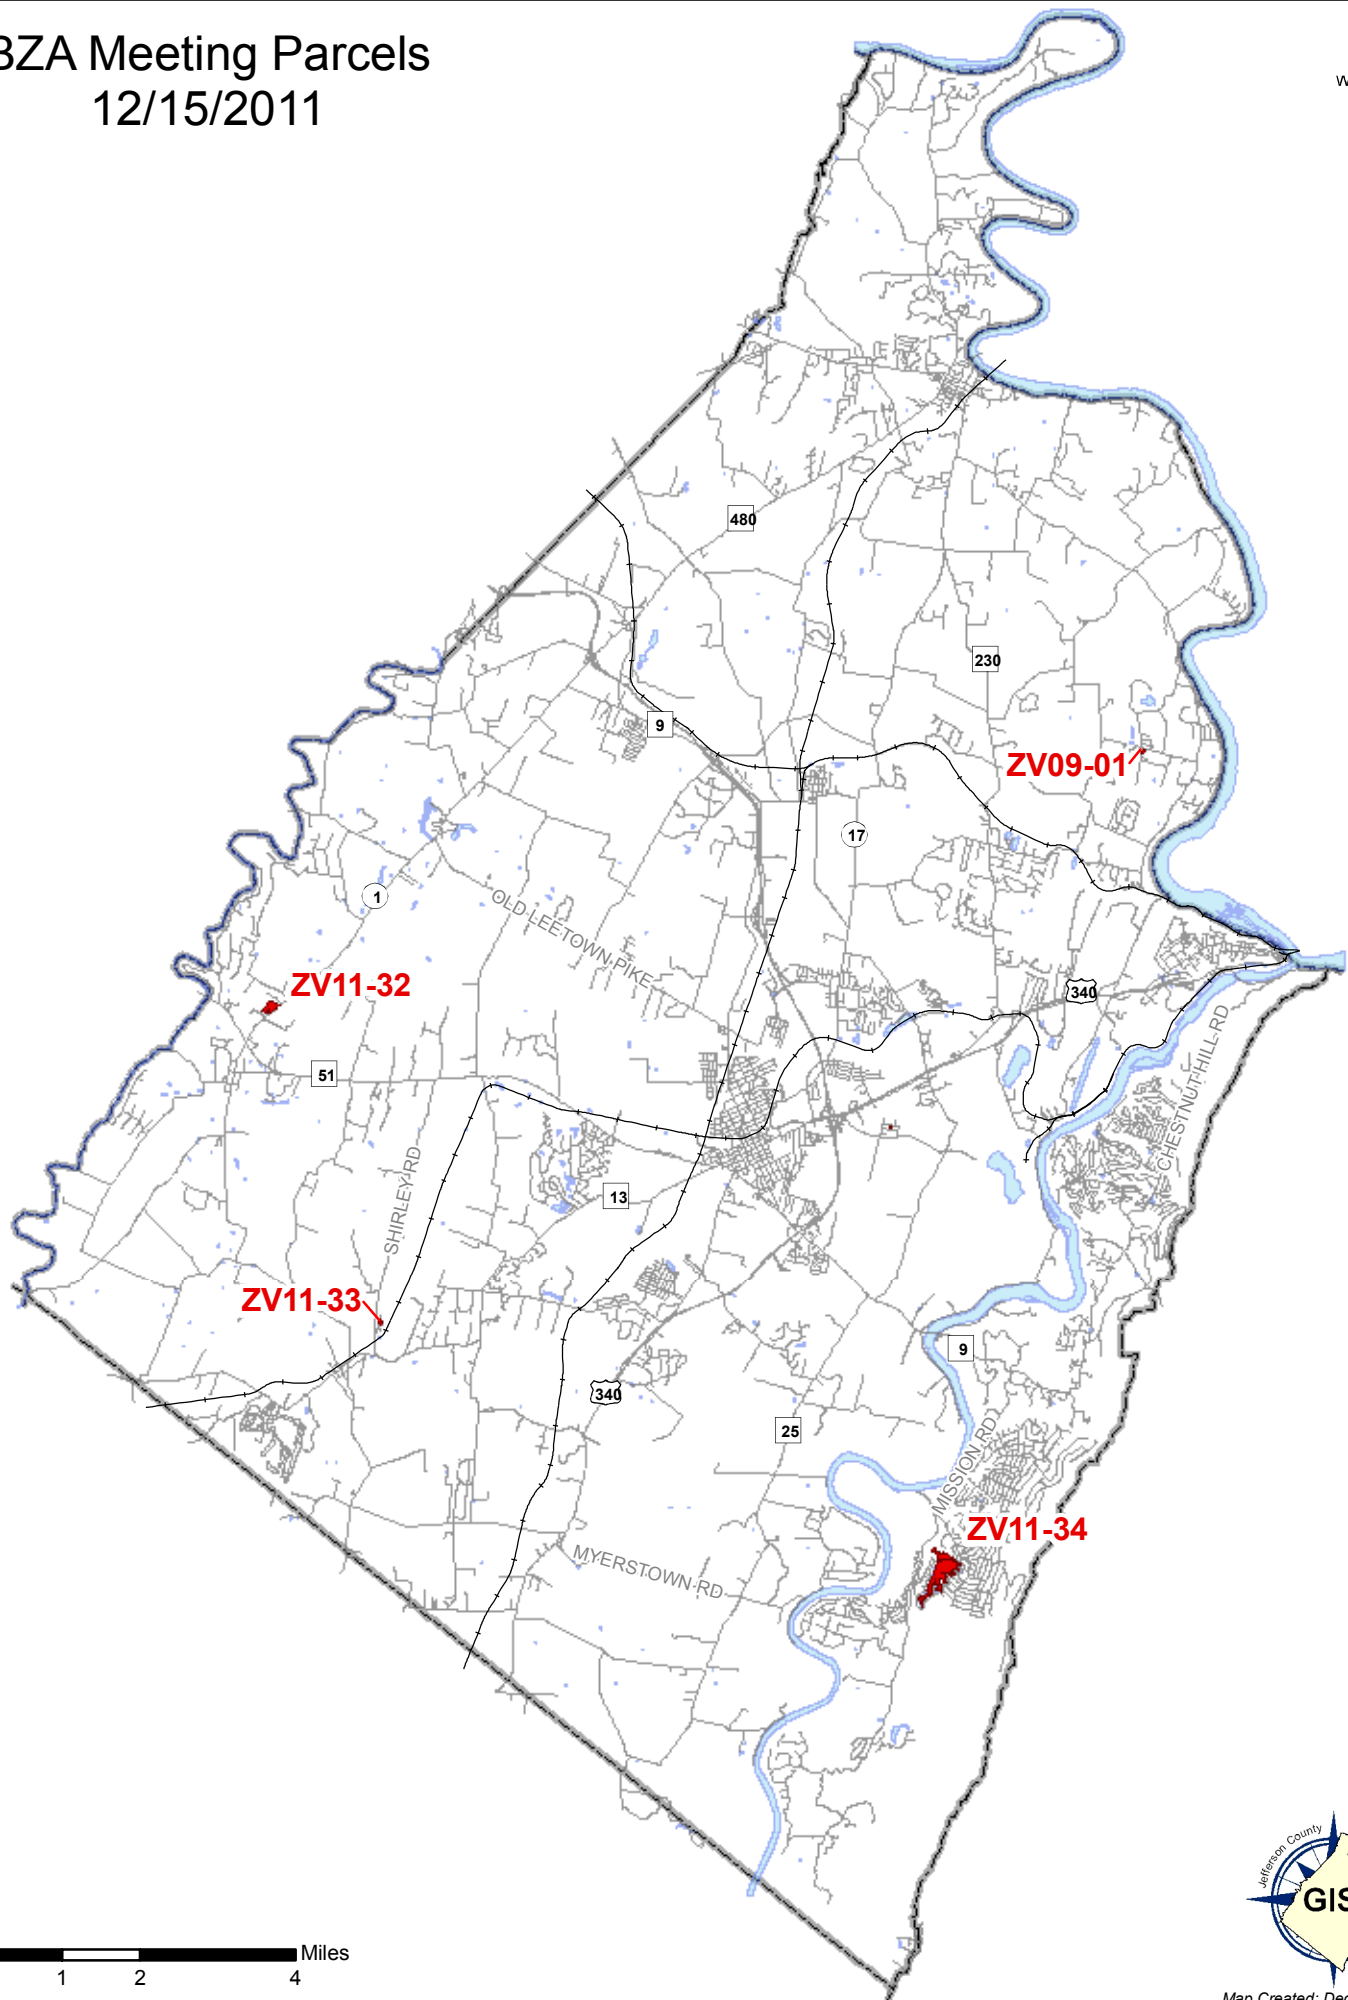 BZA Meeting Parcels
12/15/2011
W
480
230
9
ZV09-01
17
1
OLD LEETOWN PIKE
ZV11-32
340
51
CHESTNUT HILL RD
SHIRLEY RD
13
ZV11-33
9
340
25
MISSION RD
ZV11-34
MYERSTOWN RD
Jefferson County
GIS
Miles
1 2 4
Map Created: Dec